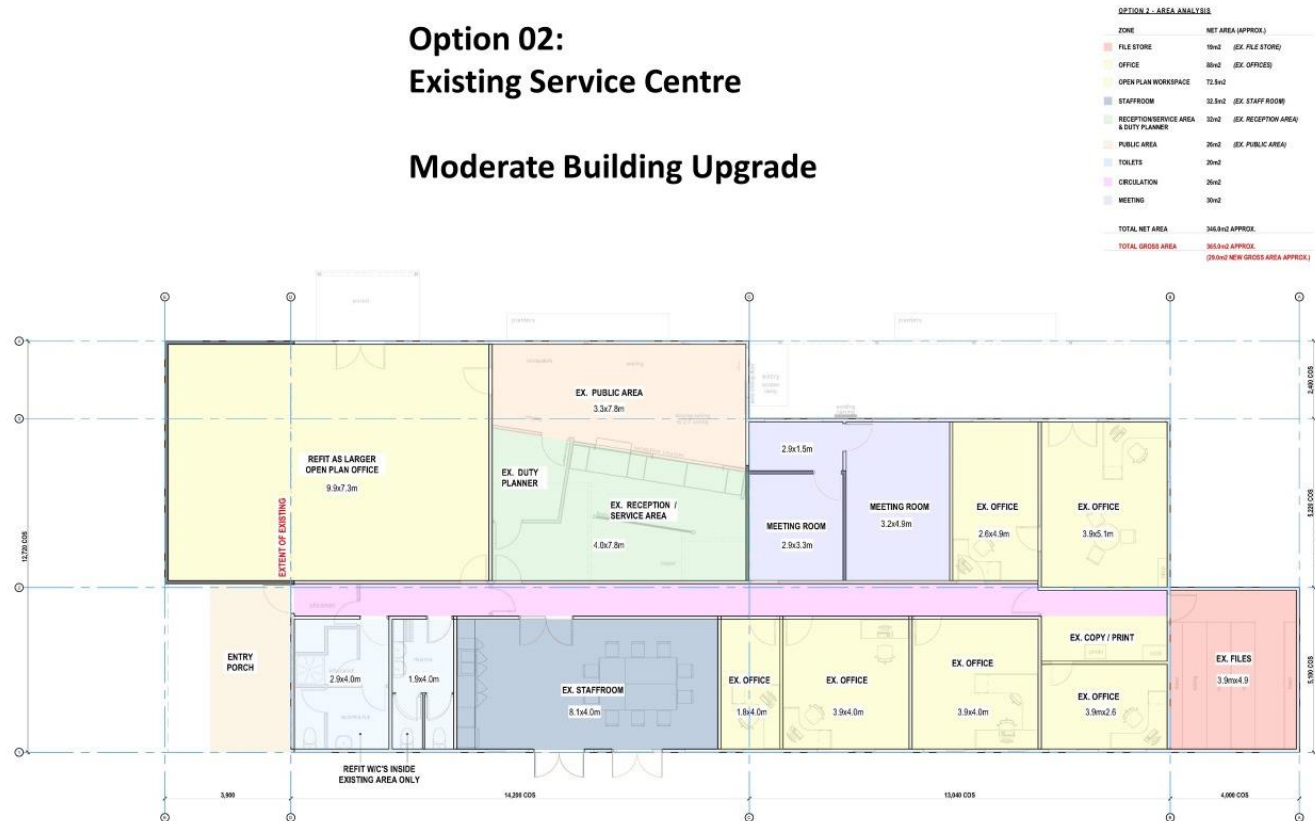 Option 02:
Existing Service Centre
Moderate Building Upgrade
OPTION 2 - AREA ANALYSIS
ZONE NET AREA (APPROX.)
FILE STORE 19m2 (EX. FILE STORE)
OFFICE 88m2 (EX. OFFICES)
OPEN PLAN WORKSPACE 72.5m2
STAFFROOM 32.5m2 (EX. STAFF ROOM)
RECEPTION/SERVICE AREA 32m2 (EX. RECEPTION AREA)
& DUTY PLANNER
PUBLIC AREA 26m2 (EX. PUBLIC AREA)
TOILETS 20m2
CIRCULATION 26m2
MEETING 30m2
TOTAL NET AREA 346.0m2 APPROX.
TOTAL GROSS AREA 365.0m2 APPROX.
(29.0m2 NEW GROSS AREA APPROX.)
planters
planters
EX. PUBLIC AREA
3.3x7.8m
REFIT AS LARGER
OPEN PLAN OFFICE
9.9x7.3m
EXTENT OF EXISTING
EX. DUTY
PLANNER
EX. RECEPTION /
SERVICE AREA
4.0x7.8m
2.9x1.5m
MEETING ROOM
2.9x3.3m
MEETING ROOM
3.2x4.9m
EX. OFFICE
2.6x4.9m
EX. OFFICE
3.9x5.1m
2,400 COS
5,220 COS
12,720 COS
5,100 COS
ENTRY
PORCH
2.9x4.0m
1.9x4.0m
EX. STAFFROOM
8.1x4.0m
EX. OFFICE
1.8x4.0m
EX. OFFICE
3.9x4.0m
EX. OFFICE
3.9x4.0m
EX. COPY / PRINT
EX. OFFICE
3.9mx2.6
EX. FILES
3.9mx4.9
REFIT W/C'S INSIDE
EXISTING AREA ONLY
3,900
14,200 COS
13,040 COS
4,000 COS